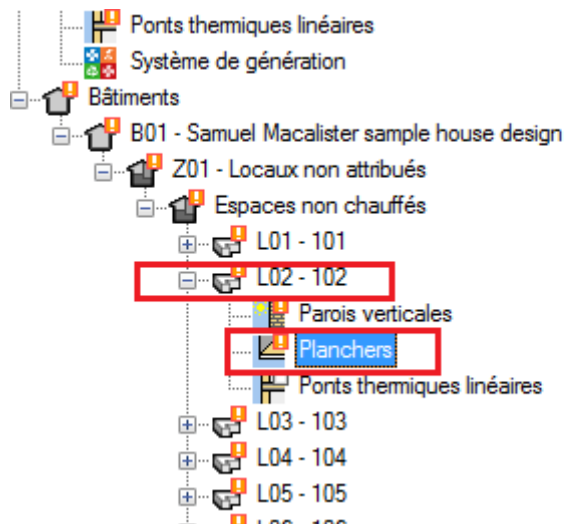 Ponts thermiques linéaires
Système de génération
Bâtiments
B01 - Samuel Macalister sample house design
Z01 - Locaux non attribués
Espaces non chauffés
L01 - 101
L02 - 102
Parois verticales
Planchers
Ponts thermiques linéaires
L03 - 103
L04 - 104
L05 - 105